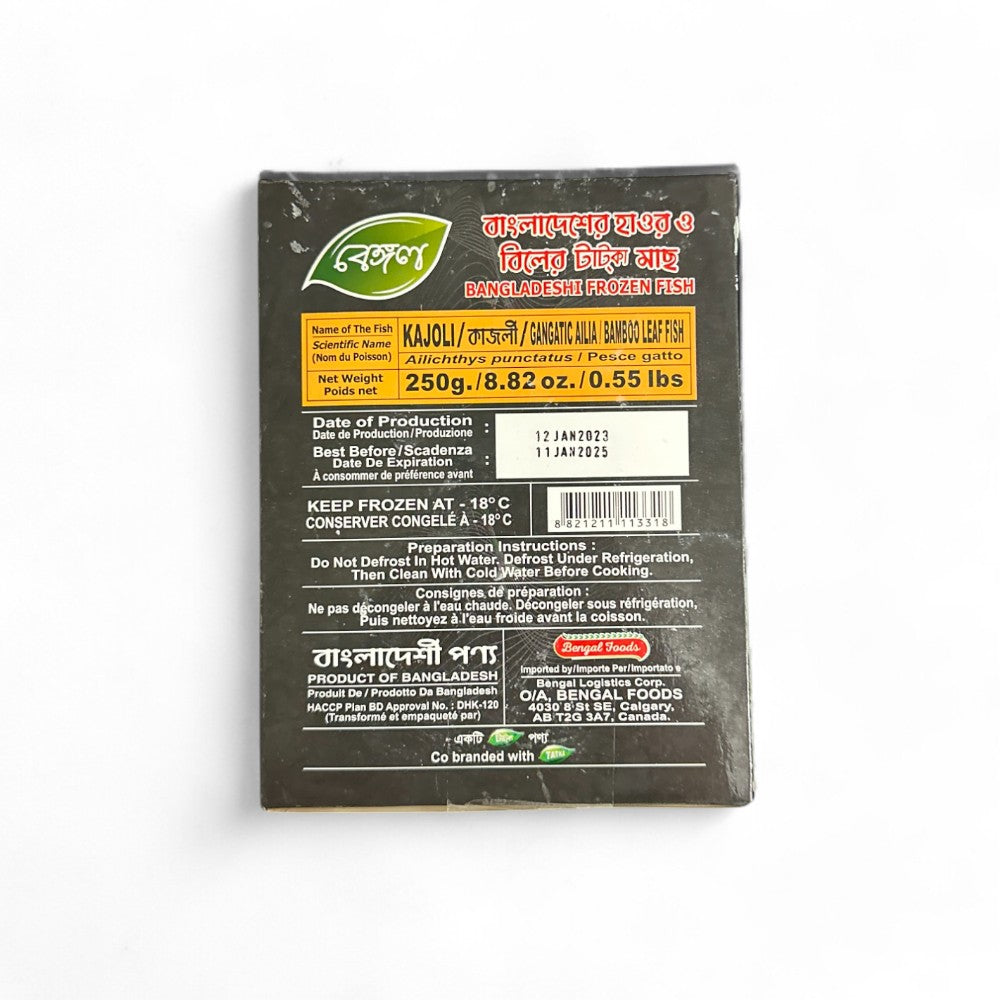 বেঙ্গল
বাংলাদেশের হাওর ও
বিলের টাট্কা মাছ
BANGLADESHI FROZEN FISH
Name of The Fish
Scientific Name
(Nom du Poisson)
KAJOLI / কাজলী / GANGATIC AILIA / BAMBOO LEAF FISH
Ailichthys punctatus / Pesce gatto
Net Weight
Poids net
250g. / 8.82 oz. / 0.55 lbs
Date of Production
Date de Production / Produzione :
12 JAN2023
Best Before / Scadenza
Date De Expiration :
À consommer de préférence avant
11 JAN2025
KEEP FROZEN AT - 18° C
CONSERVER CONGELÉ À - 18° C
8 821211 113318
Preparation Instructions :
Do Not Defrost In Hot Water. Defrost Under Refrigeration,
Then Clean With Cold Water Before Cooking.
Consignes de préparation :
Ne pas décongeler à l'eau chaude. Décongeler sous réfrigération,
Puis nettoyez à l'eau froide avant la coisson.
বাংলাদেশী পণ্য
PRODUCT OF BANGLADESH
Produit De / Prodotto Da Bangladesh
HACCP Plan BD Approval No. : DHK-120
(Transformé et empaqueté par)
Bengal Foods
Imported by/Importe Per/Importato e
Bengal Logistics Corp.
O/A, BENGAL FOODS
4030 8 St SE, Calgary,
AB T2G 3A7, Canada.
একটি টাট্কা পণ্য
Co branded with TATKA